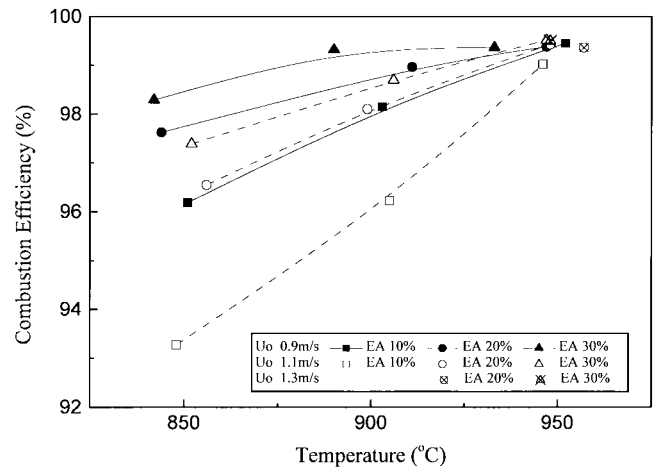 Combustion Efficiency (%)
100
98
96
94
92
850
900
950
Temperature (°C)
Uo 0.9m/s EA 10% EA 20% EA 30%
Uo 1.1m/s EA 10% EA 20% EA 30%
Uo 1.3m/s EA 20% EA 30%